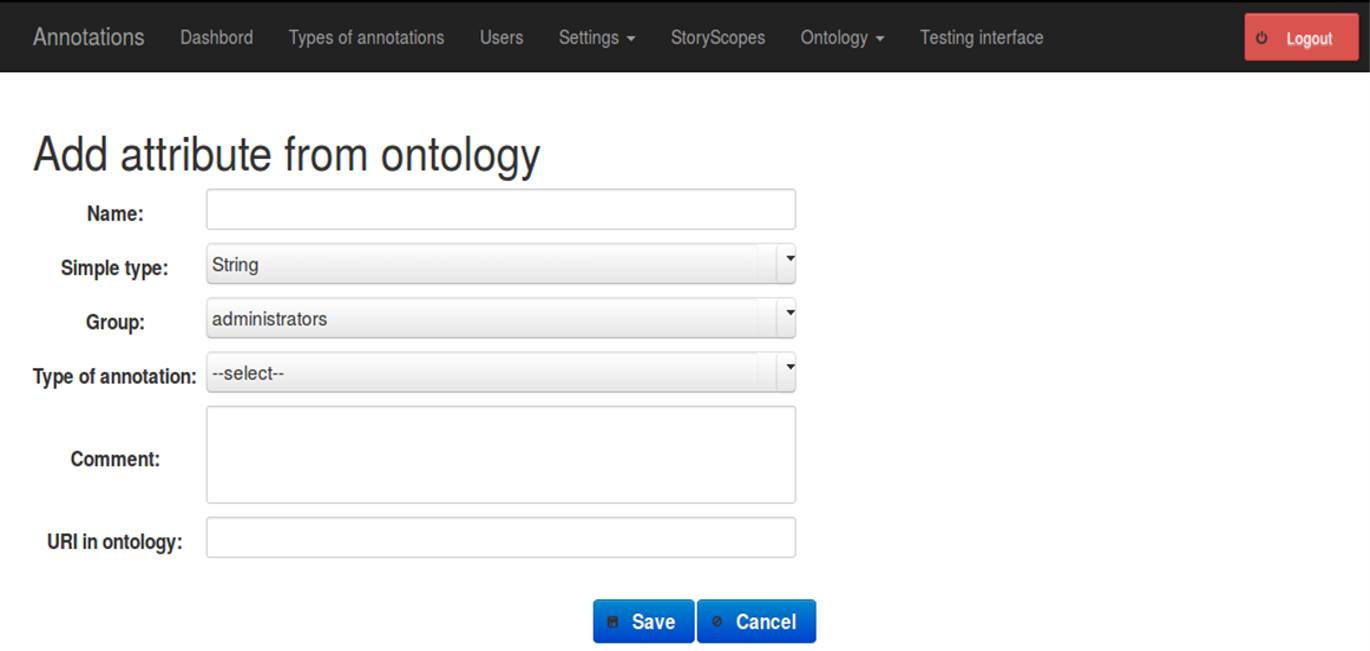 Annotations Dashbord Types of annotations Users Settings StoryScopes Ontology Testing interface Logout
Add attribute from ontology
Name:
Simple type: String
Group: administrators
Type of annotation: --select--
Comment:
URI in ontology:
Save Cancel